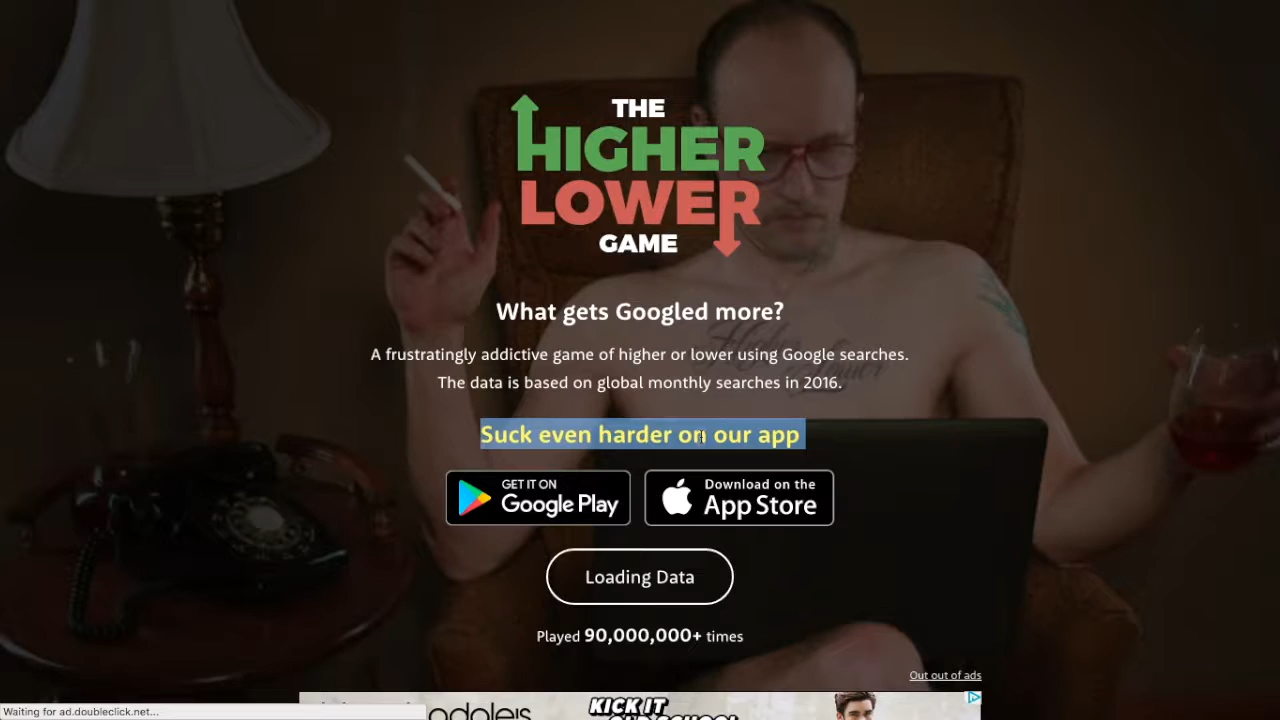 THE
HIGHER
LOWER
GAME
What gets Googled more?
A frustratingly addictive game of higher or lower using Google searches.
The data is based on global monthly searches in 2016.
Suck even harder on our app
GET IT ON
Google Play
Download on the
App Store
Loading Data
Played 90,000,000+ times
Out out of ads
KICK IT
Waiting for ad.doubleclick.net...